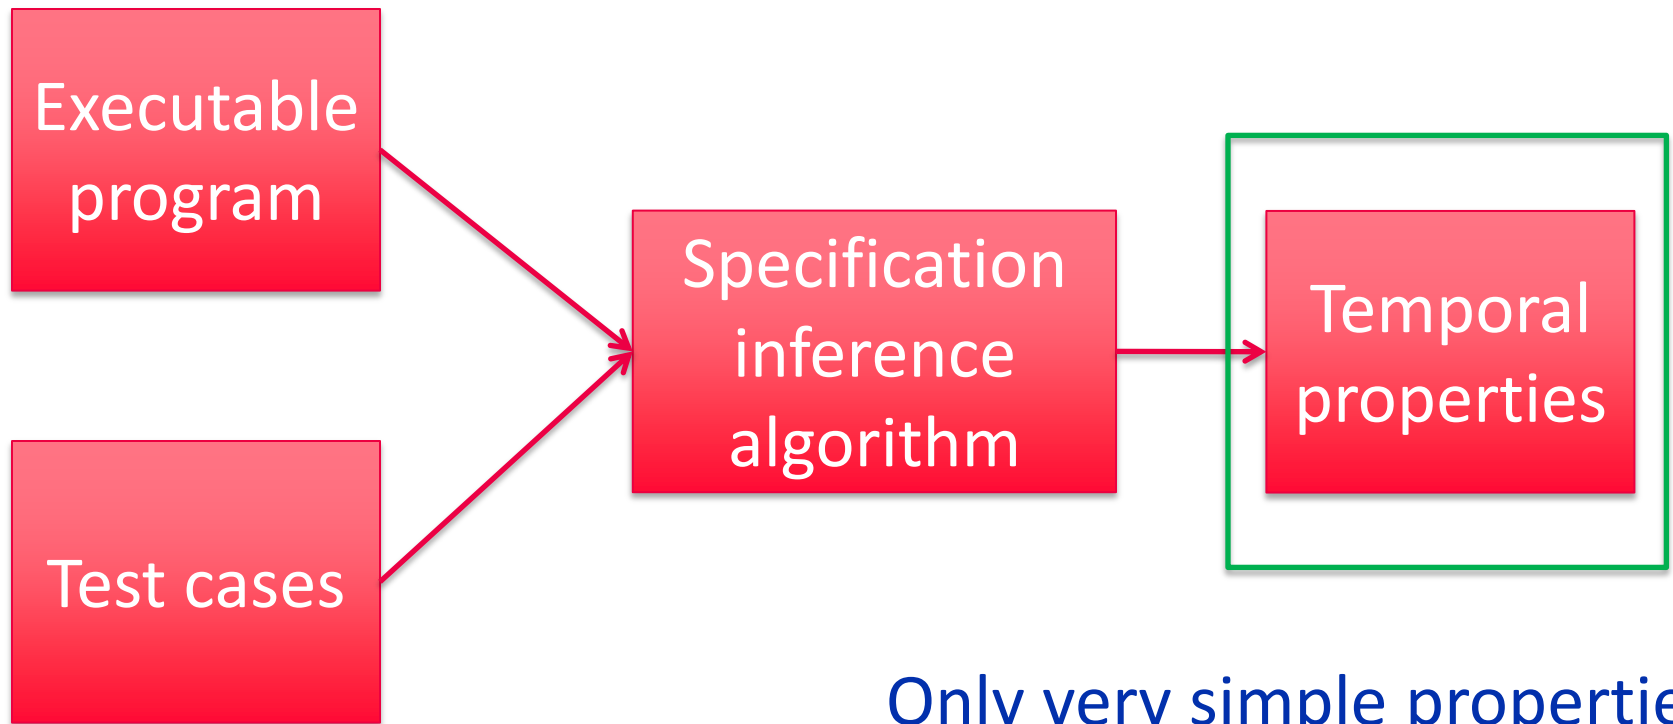 Executable
program
Specification
inference
algorithm
Temporal
properties
Test cases
Only very simple